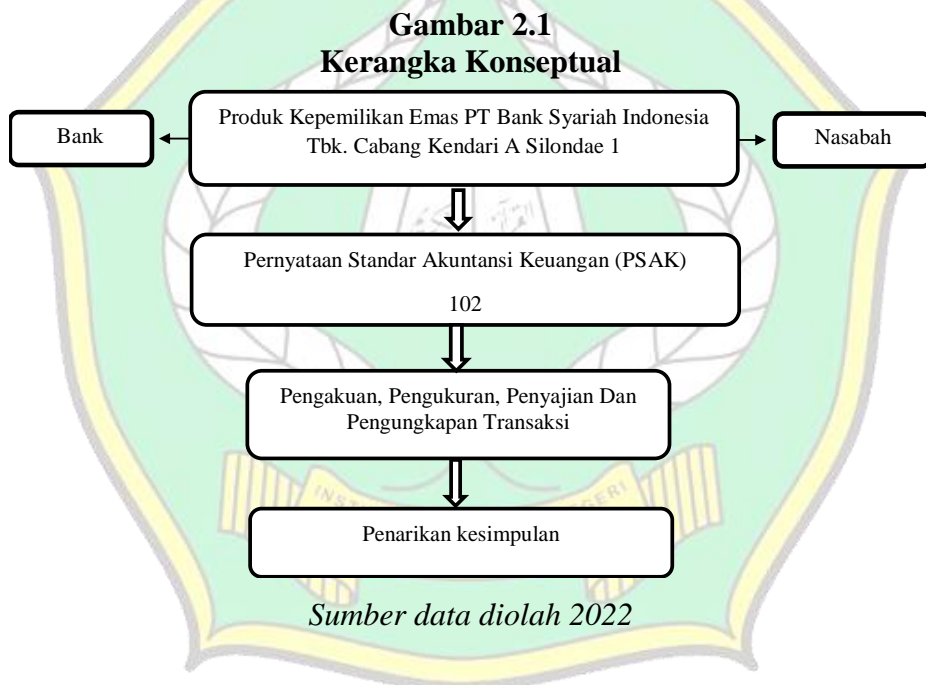 Gambar 2.1
Kerangka Konseptual
Bank
Produk Kepemilikan Emas PT Bank Syariah Indonesia
Tbk. Cabang Kendari A Silondae 1
Nasabah
Pernyataan Standar Akuntansi Keuangan (PSAK)
102
Pengakuan, Pengukuran, Penyajian Dan
Pengungkapan Transaksi
Penarikan kesimpulan
Sumber data diolah 2022